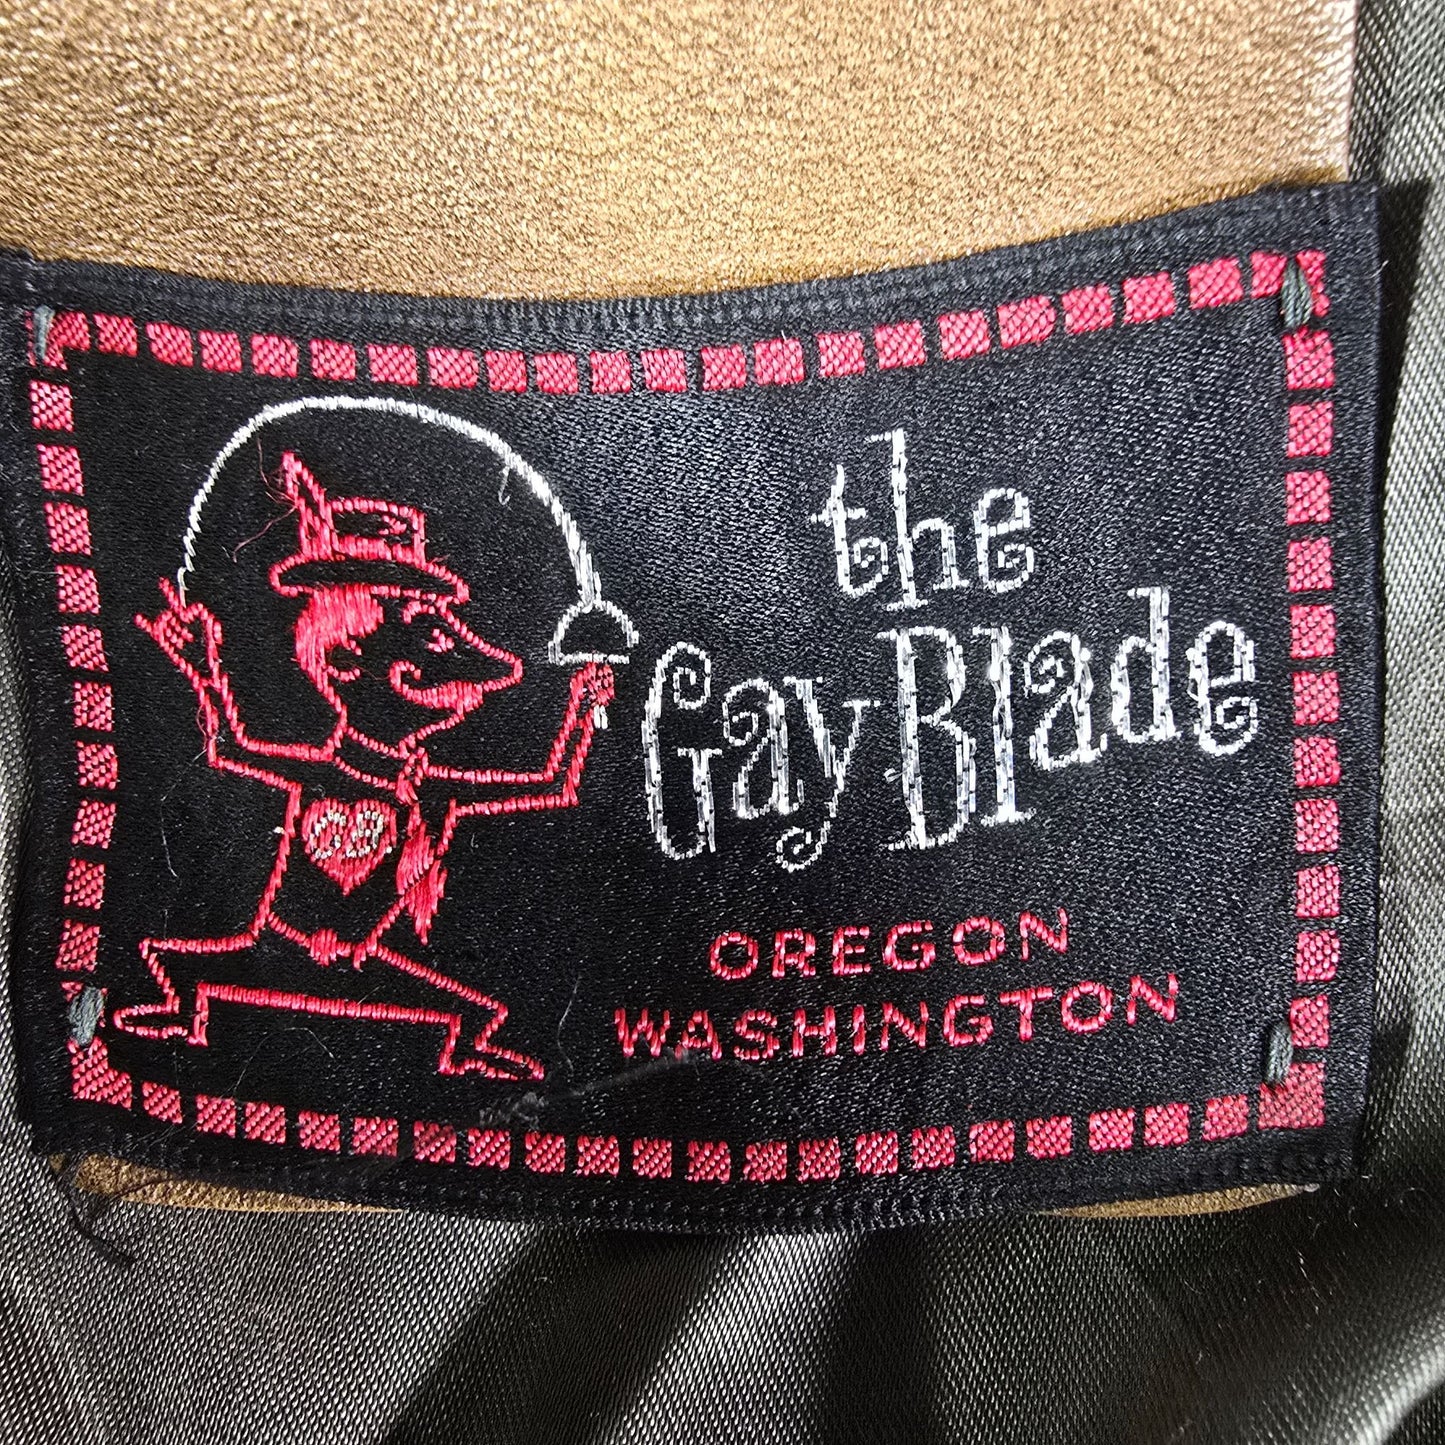 the
Gay Blade
OREGON
WASHINGTON
G.B.